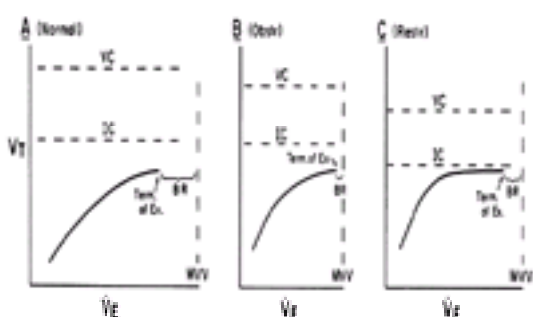 A (Normal)
VC
IC
VT
Term.
of Ex.
BR
MVV
V̇E
B (Obstr)
VC
IC
Term. of Ex.
BR
MVV
V̇E
C (Restr)
VC
IC
Term.
of Ex.
BR
MVV
V̇E